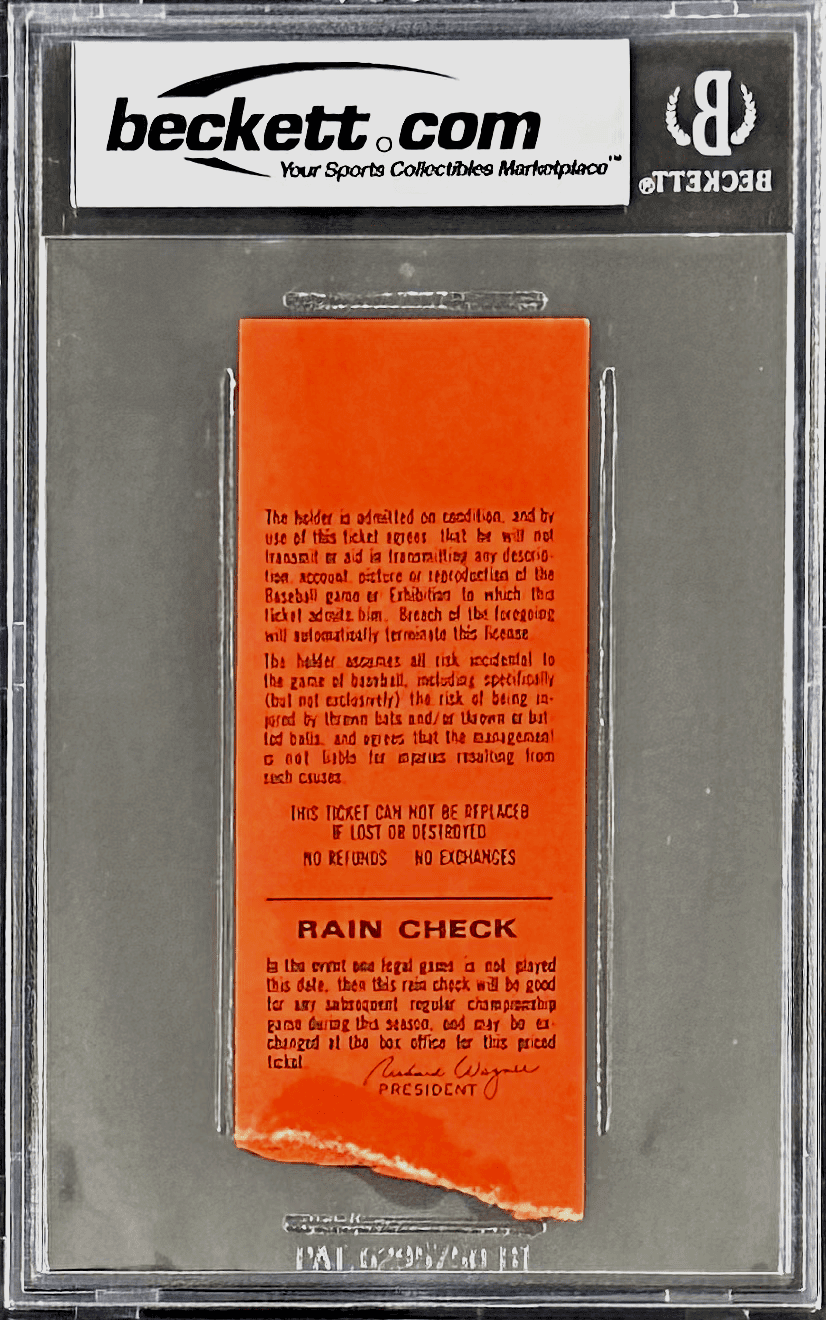 beckett.com
Your Sports Collectibles Marketplace™
BECKETT®
The holder is admitted on condition, and by
use of this ticket agrees, that he will not
transmit or aid in transmitting any descrip-
tion, account, picture or reproduction of the
Baseball game or Exhibition to which this
ticket admits him. Breach of the foregoing
will automatically terminate this license.
The holder assumes all risk incidental to
the game of baseball, including specifically
(but not exclusively) the risk of being in-
jured by thrown bats and/or thrown or bat-
ted balls, and agrees that the management
is not liable for injuries resulting from
such causes.
THIS TICKET CAN NOT BE REPLACED
IF LOST OR DESTROYED
NO REFUNDS NO EXCHANGES
RAIN CHECK
In the event one legal game is not played
this date, then this rain check will be good
for any subsequent regular championship
game during this season, and may be ex-
changed at the box office for this priced
ticket.
Richard Wagner
PRESIDENT